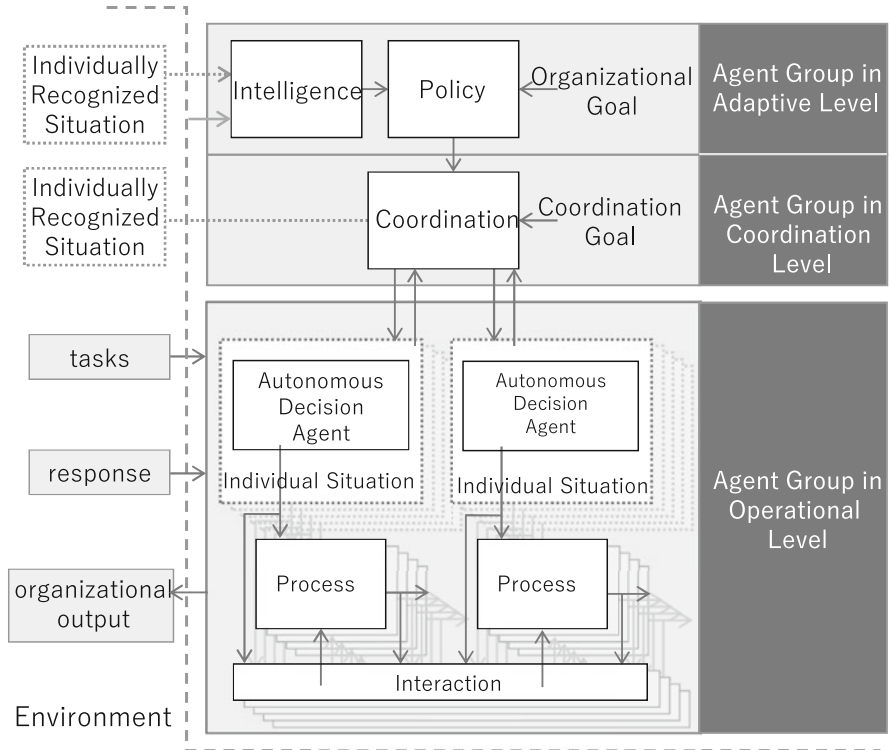 Individually
Recognized
Situation
Intelligence
Policy
Organizational
Goal
Agent Group in
Adaptive Level
Individually
Recognized
Situation
Coordination
Coordination
Goal
Agent Group in
Coordination
Level
tasks
response
organizational
output
Environment
Autonomous
Decision
Agent
Individual Situation
Autonomous
Decision
Agent
Individual Situation
Process
Process
Interaction
Agent Group in
Operational
Level